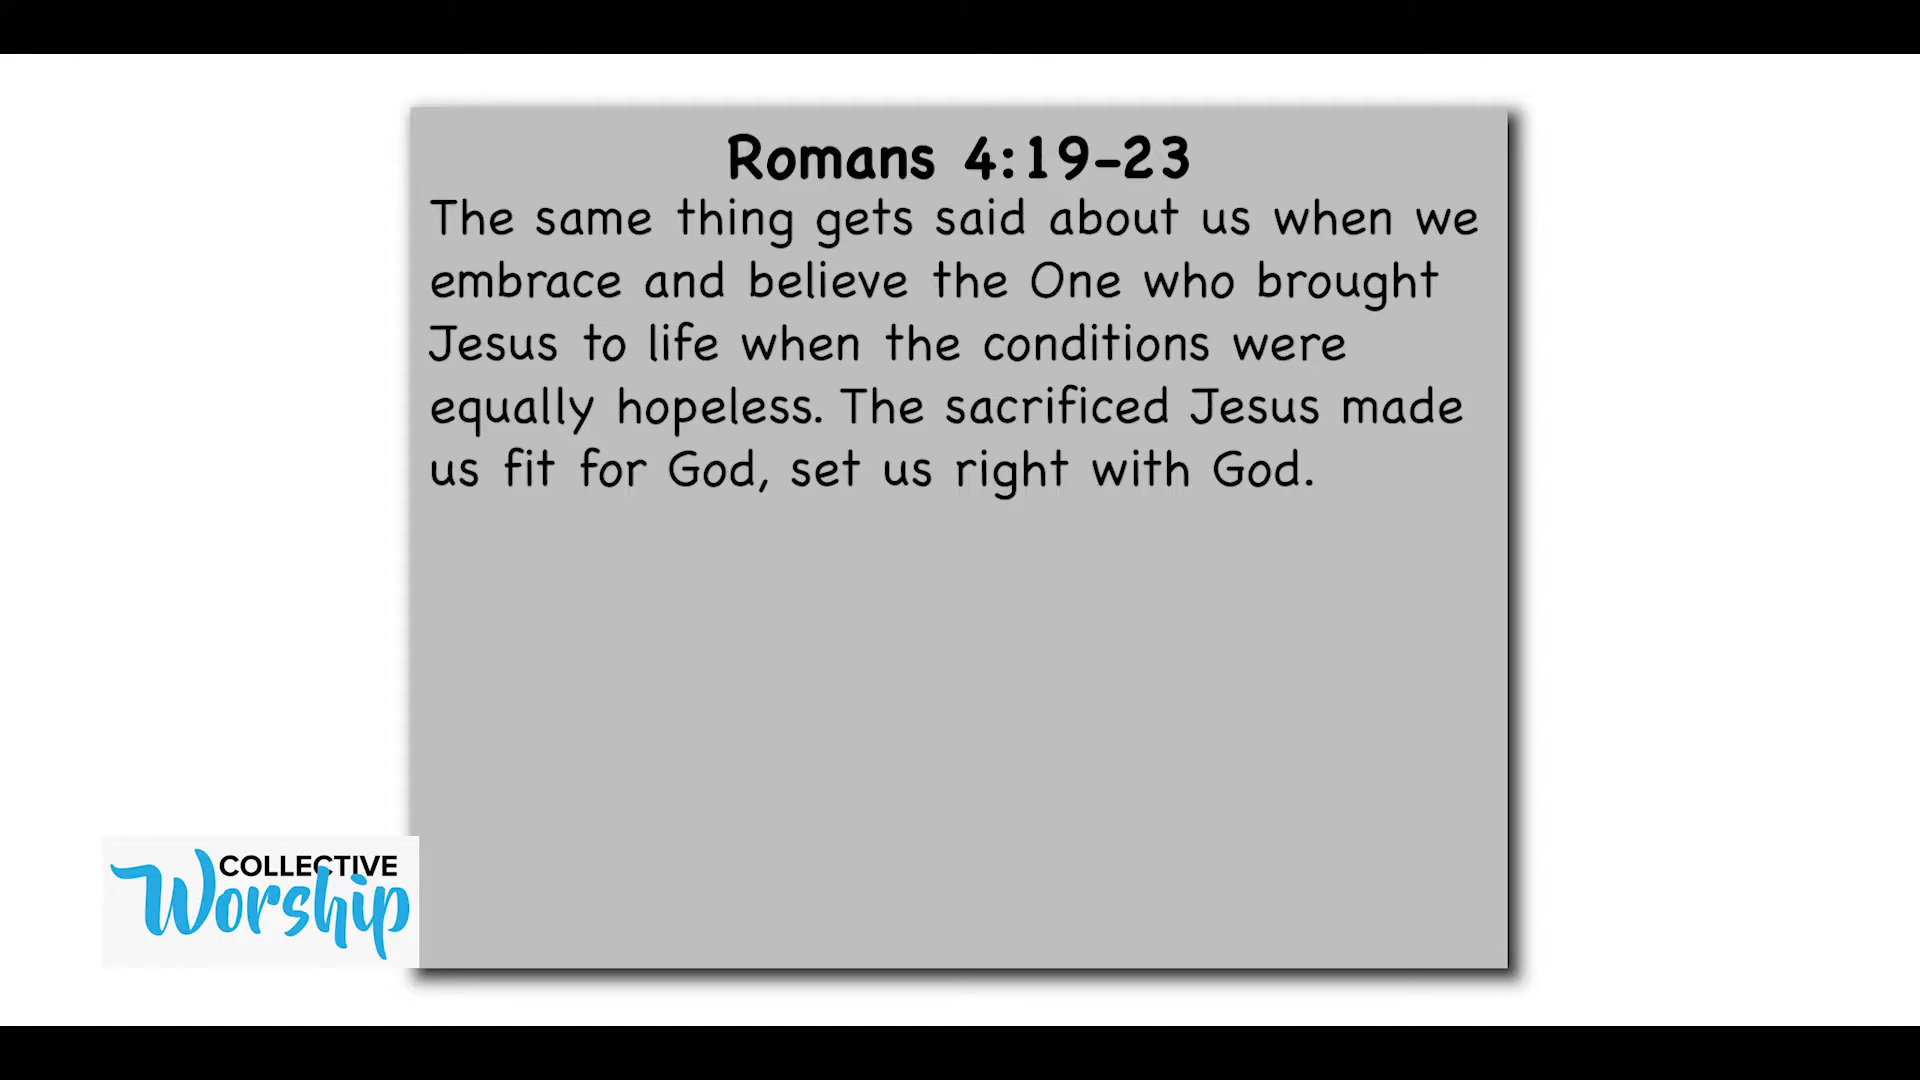 Romans 4:19-23
The same thing gets said about us when we
embrace and believe the One who brought
Jesus to life when the conditions were
equally hopeless. The sacrificed Jesus made
us fit for God, set us right with God.
COLLECTIVE
Worship